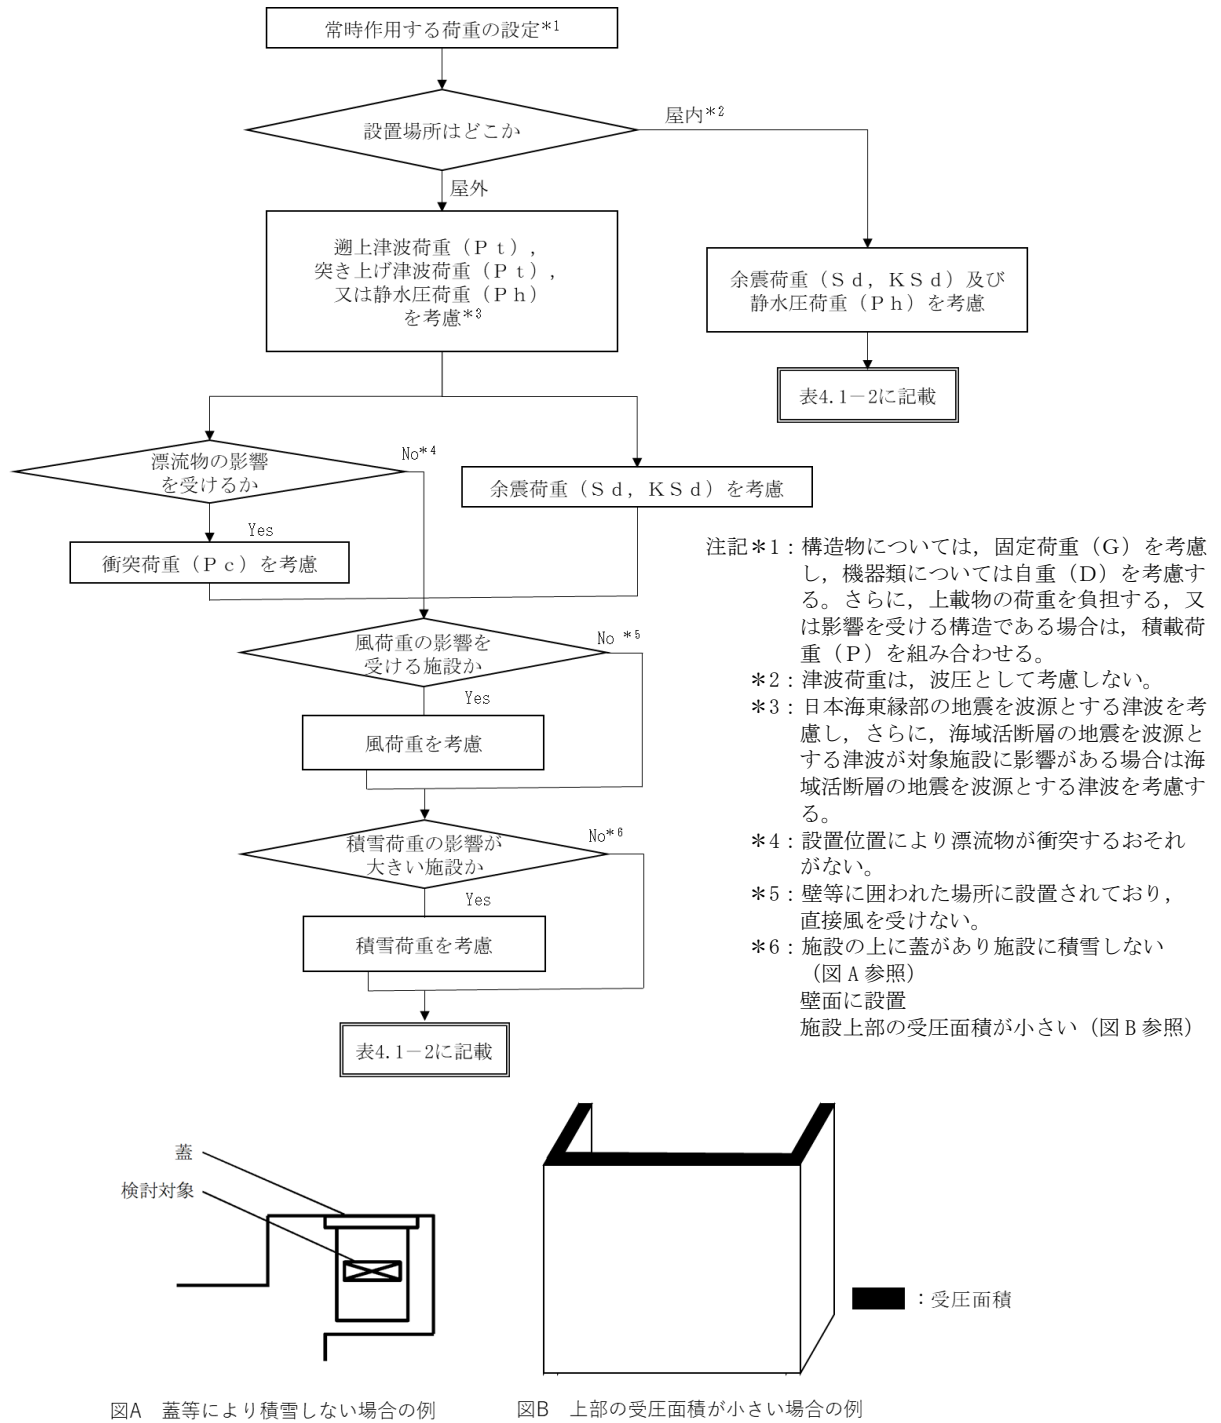 常時作用する荷重の設定*1
設置場所はどこか
屋内*2
屋外
遡上津波荷重（Ｐｔ），
突き上げ津波荷重（Ｐｔ），
又は静水圧荷重（Ｐｈ）
を考慮*3
余震荷重（Ｓｄ，ＫＳｄ）及び
静水圧荷重（Ｐｈ）を考慮
表4.1－2に記載
漂流物の影響
を受けるか
No*4
余震荷重（Ｓｄ，ＫＳｄ）を考慮
Yes
衝突荷重（Ｐｃ）を考慮
風荷重の影響を
受ける施設か
No *5
Yes
風荷重を考慮
積雪荷重の影響が
大きい施設か
No*6
Yes
積雪荷重を考慮
表4.1－2に記載
注記＊1：構造物については，固定荷重（Ｇ）を考慮
し，機器類については自重（Ｄ）を考慮す
る。さらに，上載物の荷重を負担する，又
は影響を受ける構造である場合は，積載荷
重（Ｐ）を組み合わせる。
＊2：津波荷重は，波圧として考慮しない。
＊3：日本海東縁部の地震を波源とする津波を考
慮し，さらに，海域活断層の地震を波源と
する津波が対象施設に影響がある場合は海
域活断層の地震を波源とする津波を考慮す
る。
＊4：設置位置により漂流物が衝突するおそれ
がない。
＊5：壁等に囲われた場所に設置されており，
直接風を受けない。
＊6：施設の上に蓋があり施設に積雪しない
（図 A 参照）
壁面に設置
施設上部の受圧面積が小さい（図 B 参照）
蓋
検討対象
：受圧面積
図A　蓋等により積雪しない場合の例
図B　上部の受圧面積が小さい場合の例